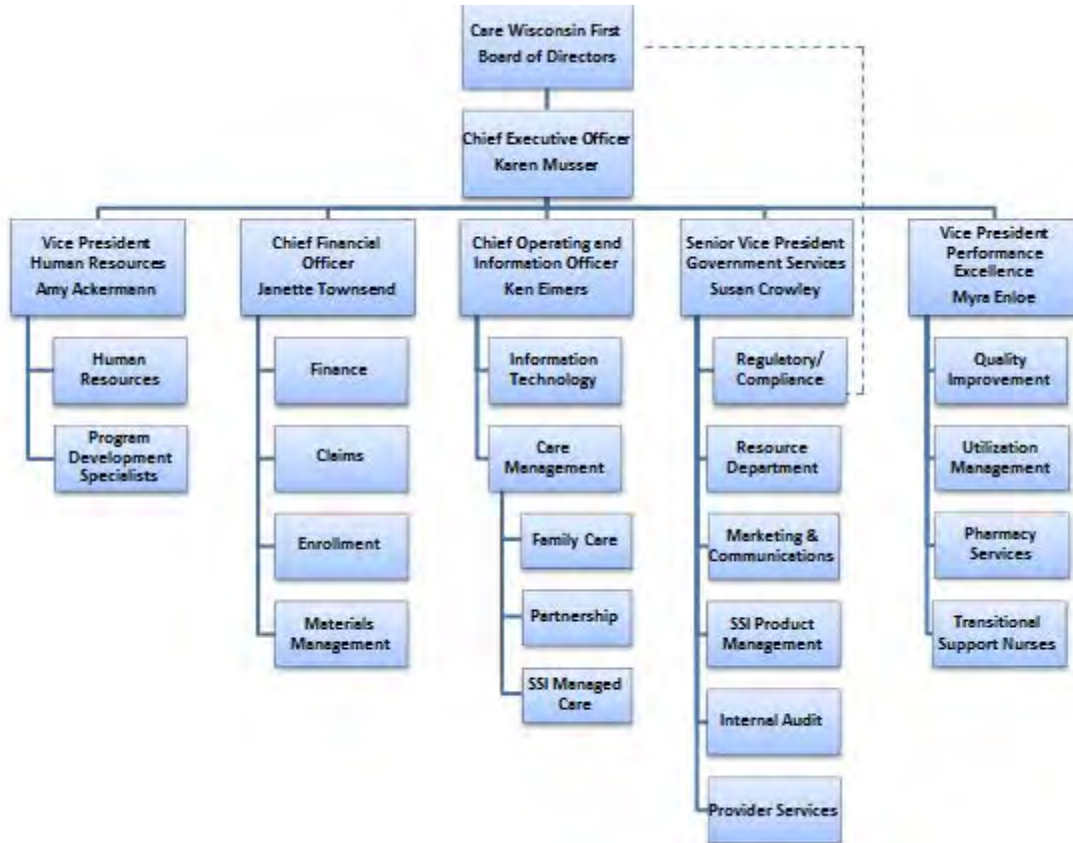 Care Wisconsin First
Board of Directors
Chief Executive Officer
Karen Musser
Vice President
Human Resources
Amy Ackermann
Chief Financial
Officer
Janette Townsend
Chief Operating and
Information Officer
Ken Eimers
Senior Vice President
Government Services
Susan Crowley
Vice President
Performance
Excellence
Myra Enloe
Human
Resources
Program
Development
Specialists
Finance
Claims
Enrollment
Materials
Management
Information
Technology
Care
Management
Family Care
Partnership
SSI Managed
Care
Regulatory/
Compliance
Resource
Department
Marketing &
Communications
SSI Product
Management
Internal Audit
Provider Services
Quality
Improvement
Utilization
Management
Pharmacy
Services
Transitional
Support Nurses